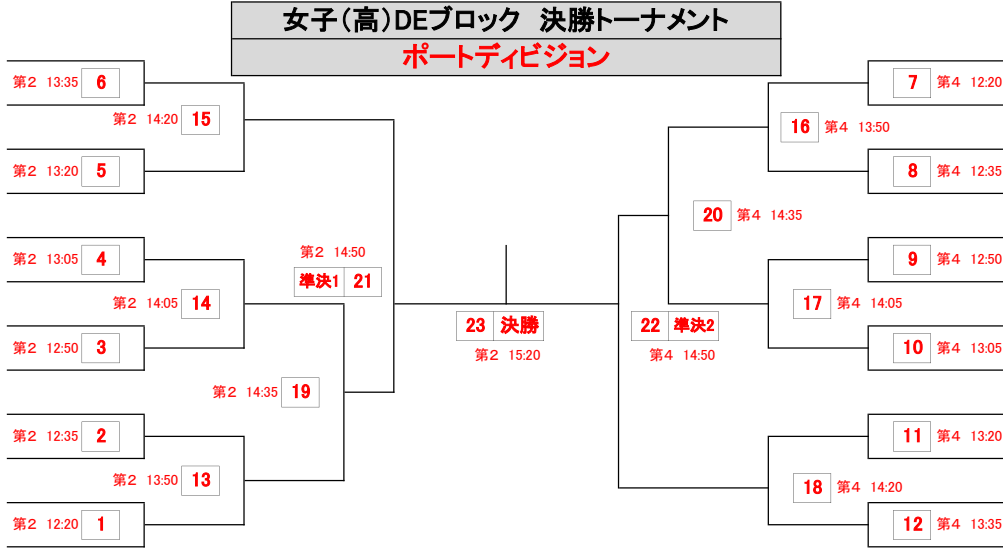 女子(高)DEブロック 決勝トーナメント
ポートディビジョン
第2 13:35 6
7 第4 12:20
第2 14:20 15
16 第4 13:50
第2 13:20 5
8 第4 12:35
20 第4 14:35
第2 14:50
第2 13:05 4
9 第4 12:50
準決1 21
第2 14:05 14
17 第4 14:05
23 決勝
22 準決2
第2 12:50 3
10 第4 13:05
第2 15:20
第4 14:50
第2 14:35 19
第2 12:35 2
11 第4 13:20
第2 13:50 13
18 第4 14:20
第2 12:20 1
12 第4 13:35